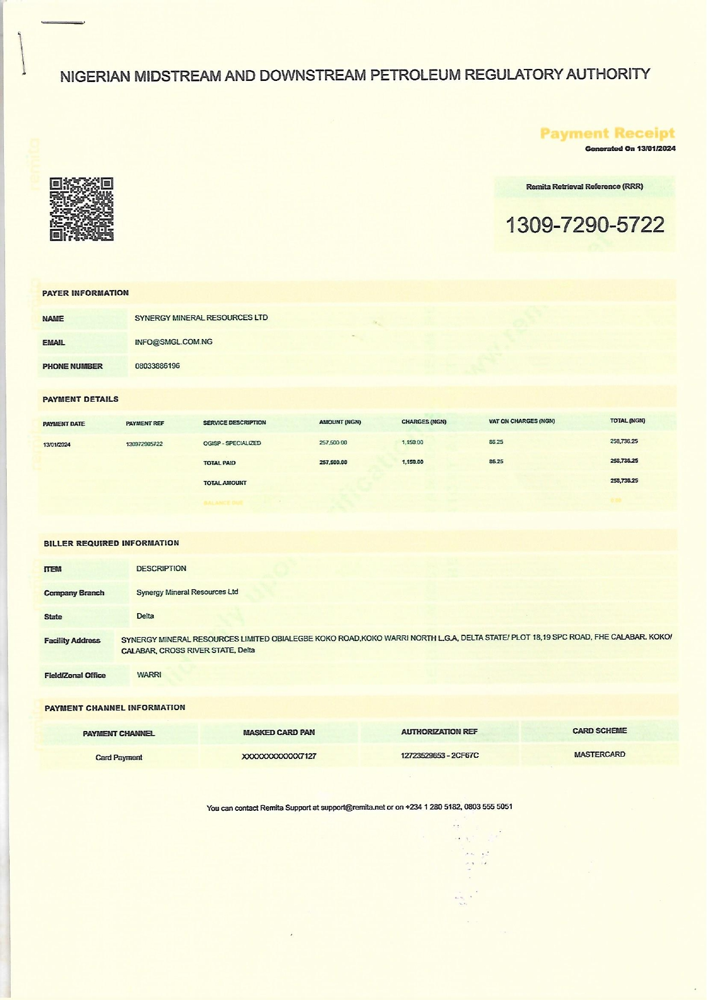 NIGERIAN MIDSTREAM AND DOWNSTREAM PETROLEUM REGULATORY AUTHORITY
Payment Receipt
Generated On 13/01/2024
remita
Remita Retrieval Reference (RRR)
1309-7290-5722
PAYER INFORMATION
NAME SYNERGY MINERAL RESOURCES LTD
EMAIL INFO@SMGL.COM.NG
PHONE NUMBER 08033886196
PAYMENT DETAILS
PAYMENT DATE PAYMENT REF SERVICE DESCRIPTION AMOUNT (NGN) CHARGES (NGN) VAT ON CHARGES (NGN) TOTAL (NGN)
13/01/2024 130972905722 OGISP - SPECIALIZED 257,500.00 1,150.00 86.25 258,736.25
TOTAL PAID 257,500.00 1,150.00 86.25 258,736.25
TOTAL AMOUNT 258,736.25
BALANCE DUE 0.00
BILLER REQUIRED INFORMATION
ITEM DESCRIPTION
Company Branch Synergy Mineral Resources Ltd
State Delta
Facility Address SYNERGY MINERAL RESOURCES LIMITED OBIALEGBE KOKO ROAD,KOKO WARRI NORTH L.G.A, DELTA STATE/ PLOT 18,19 SPC ROAD, FHE CALABAR. KOKO/
CALABAR, CROSS RIVER STATE, Delta
Field/Zonal Office WARRI
PAYMENT CHANNEL INFORMATION
PAYMENT CHANNEL MASKED CARD PAN AUTHORIZATION REF CARD SCHEME
Card Payment XXXXXXXXXXXX7127 12723529653 - 2CF67C MASTERCARD
You can contact Remita Support at support@remita.net or on +234 1 280 5182, 0803 555 5051